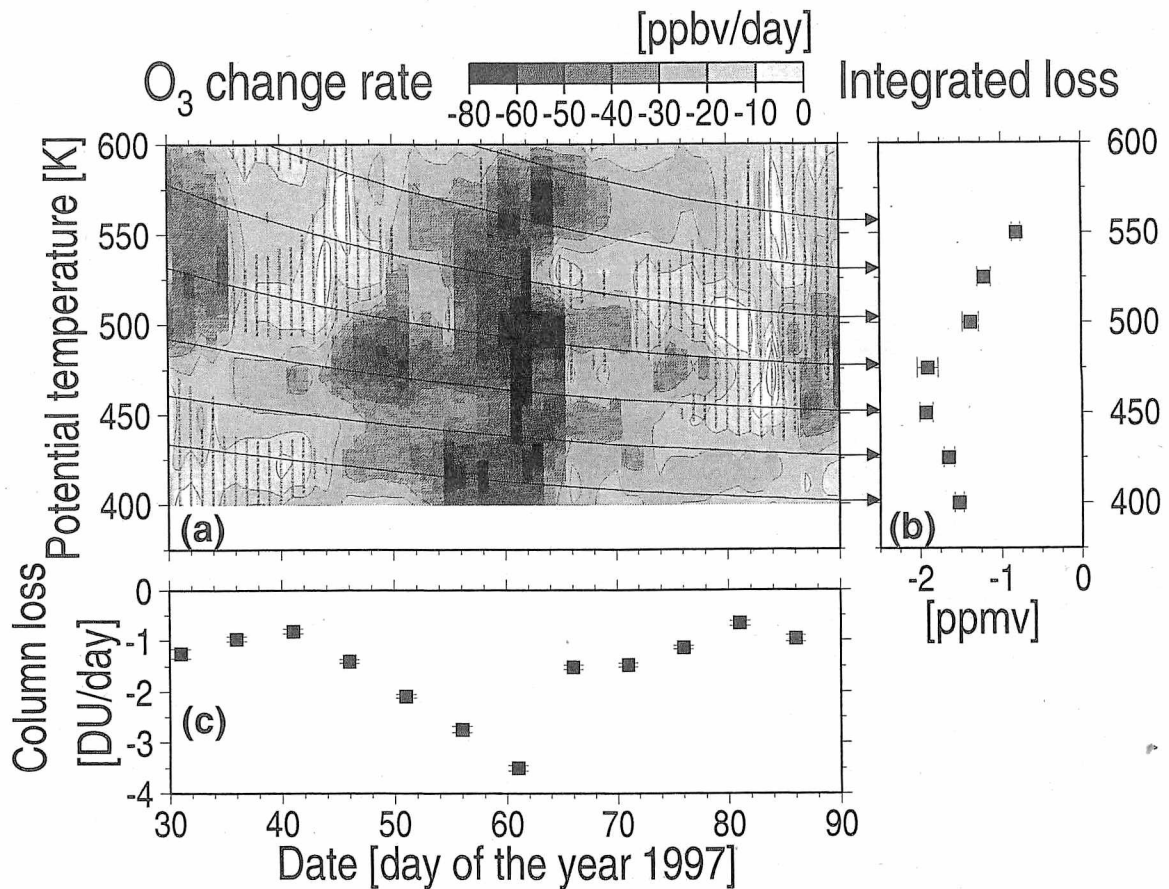 [ppbv/day]
O3 change rate
-80 -60 -50 -40 -30 -20 -10 0
Integrated loss
Potential temperature [K]
600
550
500
450
400
(a)
600
550
500
450
400
(b)
-2 -1 0
[ppmv]
Column loss
[DU/day]
0
-1
-2
-3
-4
(c)
30 40 50 60 70 80 90
Date [day of the year 1997]